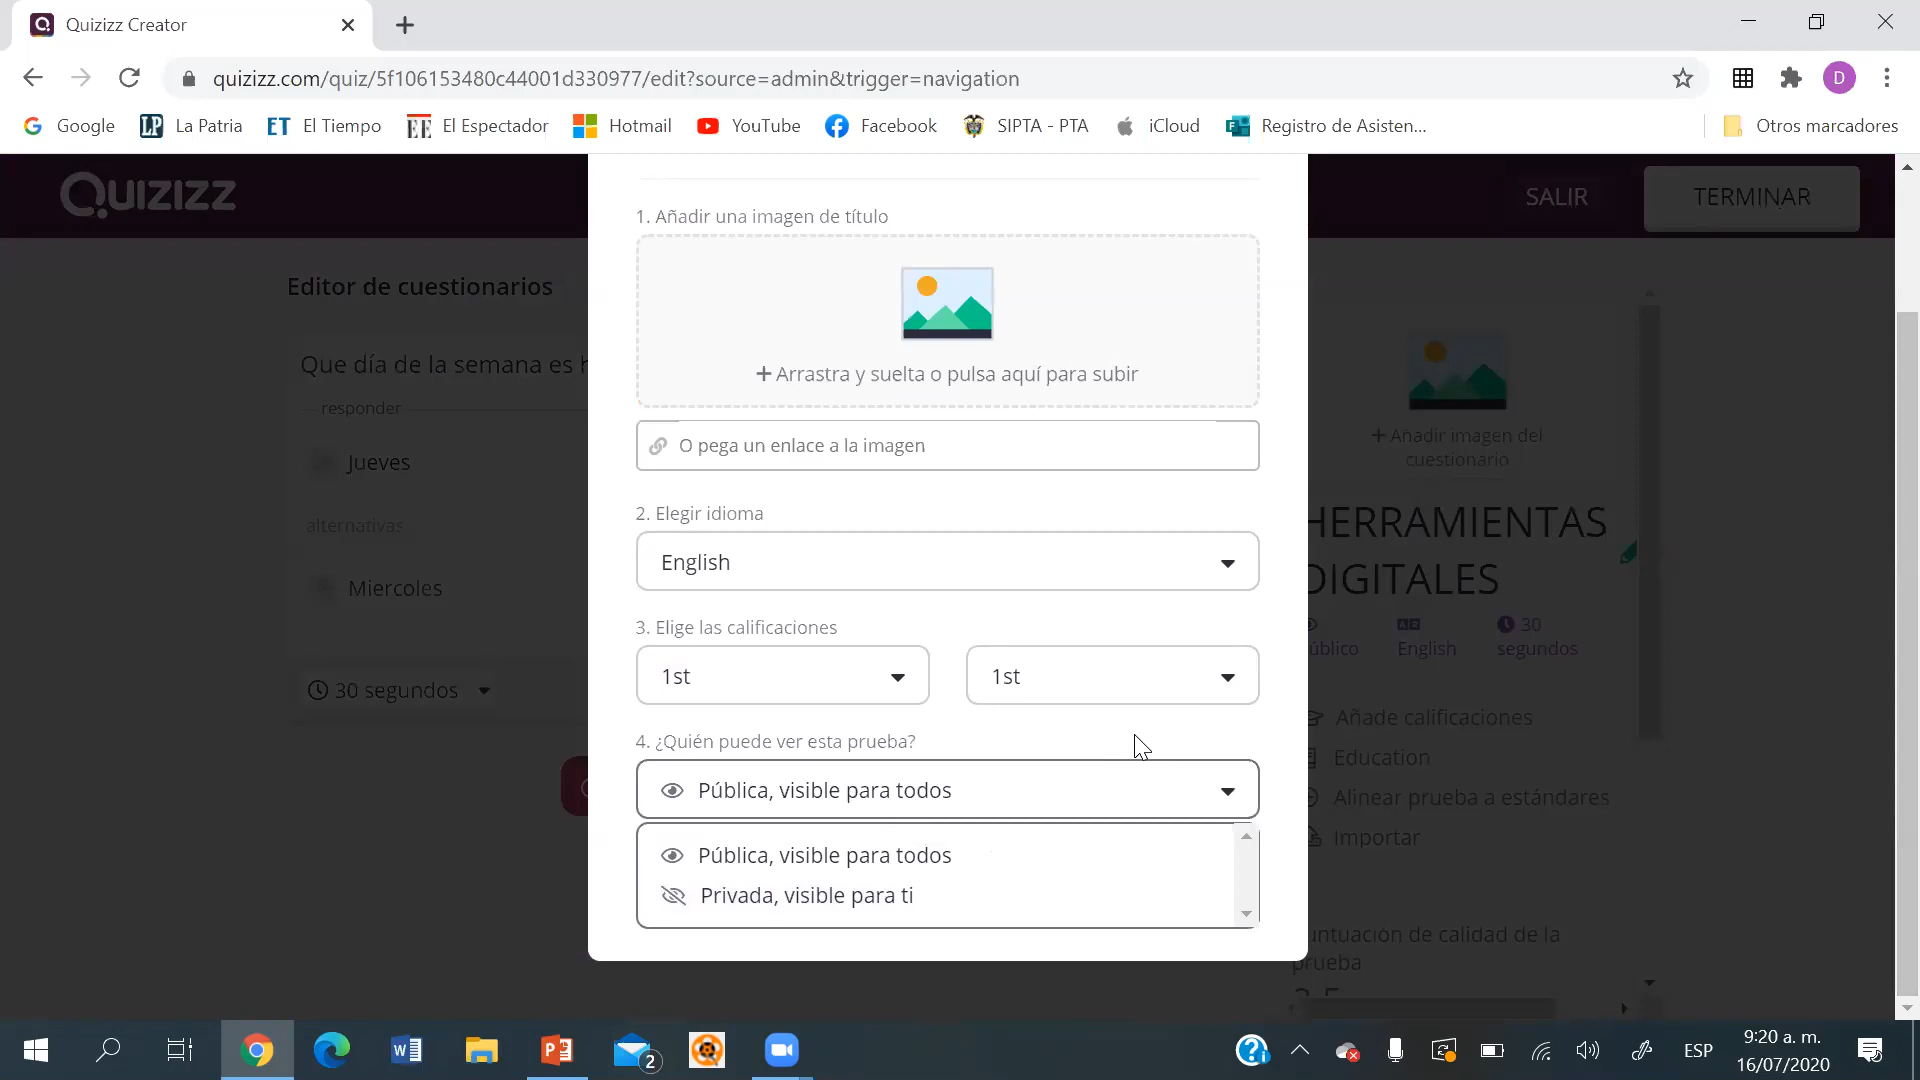 Quizizz Creator
quizizz.com/quiz/5f106153480c44001d330977/edit?source=admin&trigger=navigation
D
Google
La Patria
El Tiempo
El Espectador
Hotmail
YouTube
Facebook
SIPTA - PTA
iCloud
Registro de Asisten...
Otros marcadores
Quizizz
SALIR
TERMINAR
Editor de cuestionarios
Que día de la semana es
responder
Jueves
alternativas
Miercoles
30 segundos
1. Añadir una imagen de título
+ Arrastra y suelta o pulsa aquí para subir
O pega un enlace a la imagen
2. Elegir idioma
English
3. Elige las calificaciones
1st
1st
4. ¿Quién puede ver esta prueba?
Pública, visible para todos
Pública, visible para todos
Privada, visible para ti
+ Añadir imagen del
cuestionario
HERRAMIENTAS
DIGITALES
30
úblico
English
segundos
Añade calificaciones
Education
Alinear prueba a estándares
Importar
untuación de calidad de la
prueba
2
ESP
9:20 a. m.
16/07/2020